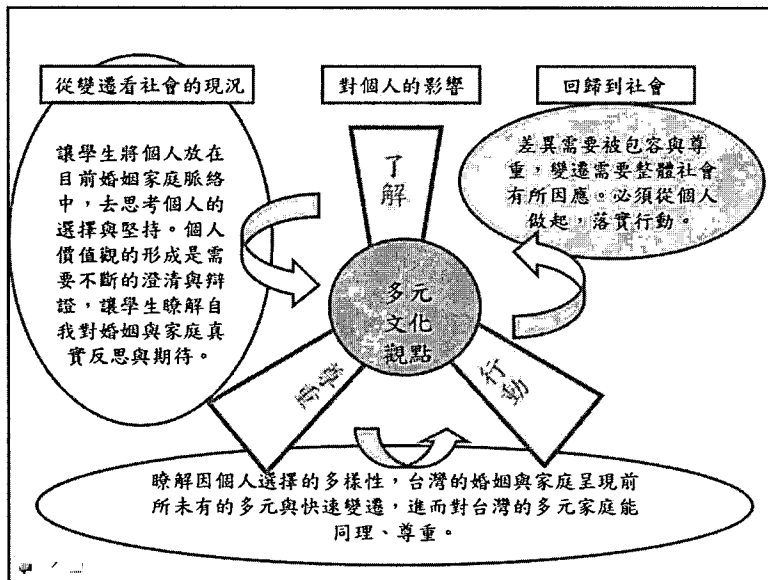 從變遷看社會的現況
對個人的影響
回歸到社會
讓學生將個人放在
目前婚姻家庭脈絡
中，去思考個人的
選擇與堅持。個人
價值觀的形成是需
要不斷的澄清與辯
證，讓學生瞭解自
我對婚姻與家庭真
實反思與期待。
了解
差異需要被包容與尊
重，變遷需要整體社會
有所因應。必須從個人
做起，落實行動。
多元
文化
觀點
尊重
行動
瞭解因個人選擇的多樣性，台灣的婚姻與家庭呈現前
所未有的多元與快速變遷，進而對台灣的多元家庭能
同理、尊重。